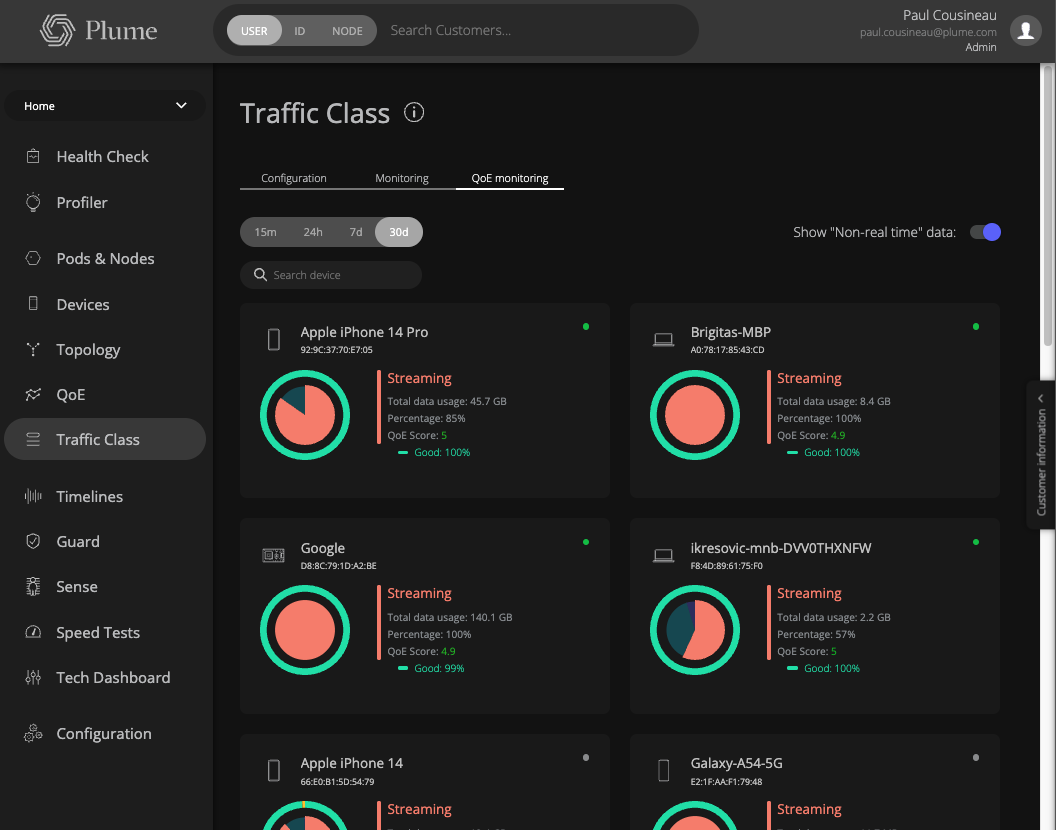 Plume
USER ID NODE Search Customers...
Paul Cousineau
paul.cousineau@plume.com
Admin
Home
Health Check
Profiler
Pods & Nodes
Devices
Topology
QoE
Traffic Class
Timelines
Guard
Sense
Speed Tests
Tech Dashboard
Configuration
Traffic Class
Configuration Monitoring QoE monitoring
15m 24h 7d 30d
Show "Non-real time" data:
Search device
Apple iPhone 14 Pro
92:9C:37:70:E7:05
Streaming
Total data usage: 45.7 GB
Percentage: 85%
QoE Score: 5
Good: 100%
Brigitas-MBP
A0:78:17:85:43:CD
Streaming
Total data usage: 8.4 GB
Percentage: 100%
QoE Score: 4.9
Good: 100%
Google
D8:8C:79:1D:A2:BE
Streaming
Total data usage: 140.1 GB
Percentage: 100%
QoE Score: 4.9
Good: 99%
ikresovic-mnb-DVV0THXNFW
F8:4D:89:61:75:F0
Streaming
Total data usage: 2.2 GB
Percentage: 57%
QoE Score: 5
Good: 100%
Apple iPhone 14
66:E0:B1:5D:54:79
Streaming
Galaxy-A54-5G
E2:1F:AA:F1:79:48
Streaming
Customer information